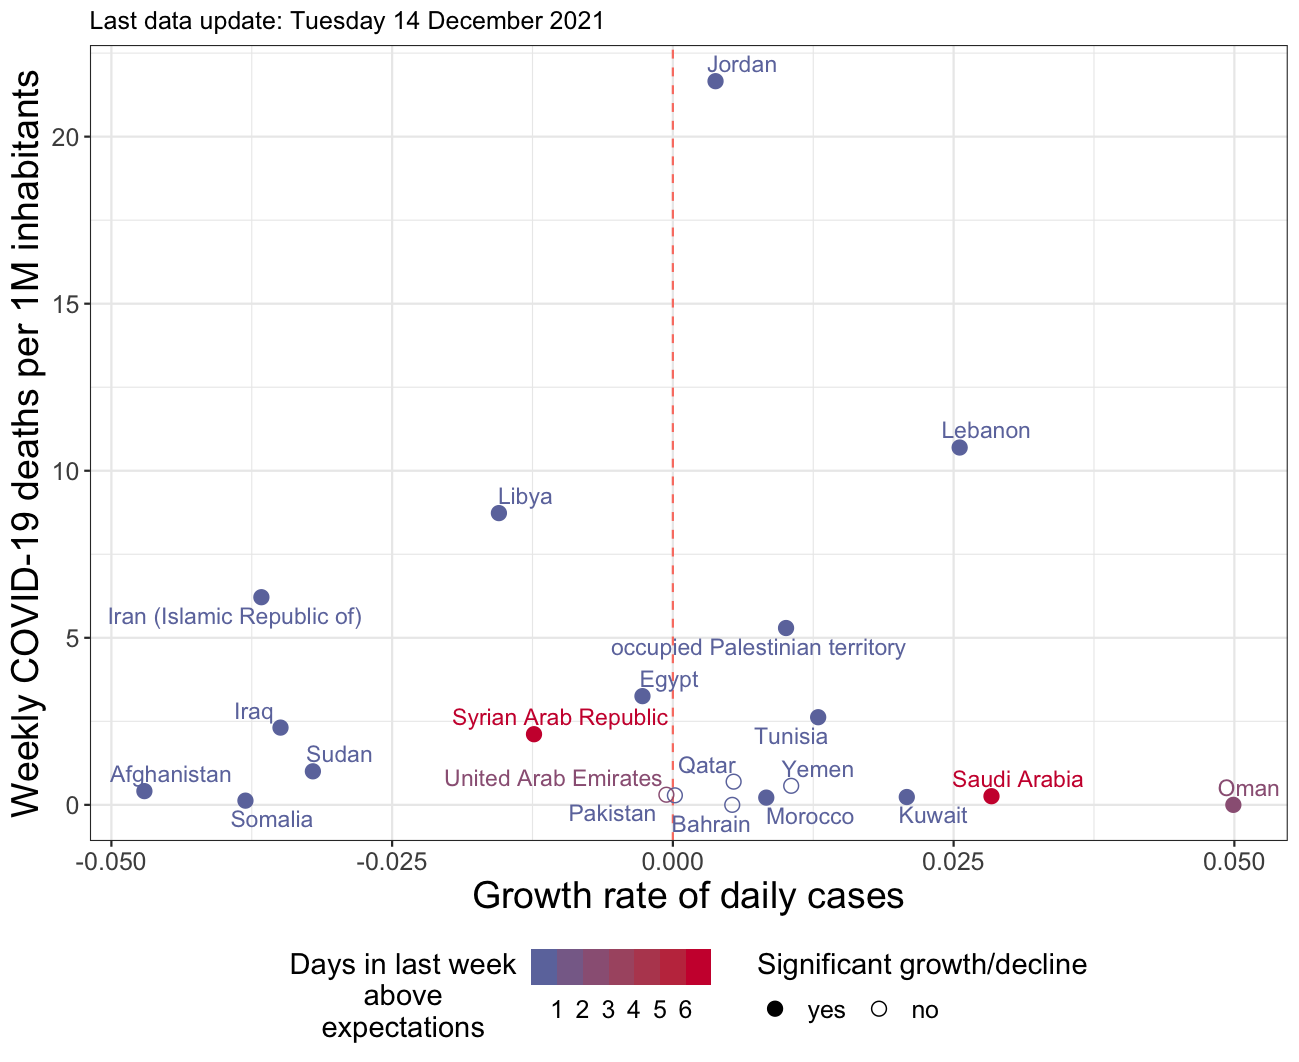 Last data update: Tuesday 14 December 2021
Weekly COVID-19 deaths per 1M inhabitants
20
15
10
5
0
Jordan
Lebanon
Libya
Iran (Islamic Republic of)
occupied Palestinian territory
Egypt
Iraq
Syrian Arab Republic
Tunisia
Sudan
Qatar
Yemen
Afghanistan
United Arab Emirates
Saudi Arabia
Oman
Somalia
Pakistan
Bahrain
Morocco
Kuwait
-0.050 -0.025 0.000 0.025 0.050
Growth rate of daily cases
Days in last week
above
expectations
1 2 3 4 5 6
Significant growth/decline
yes no